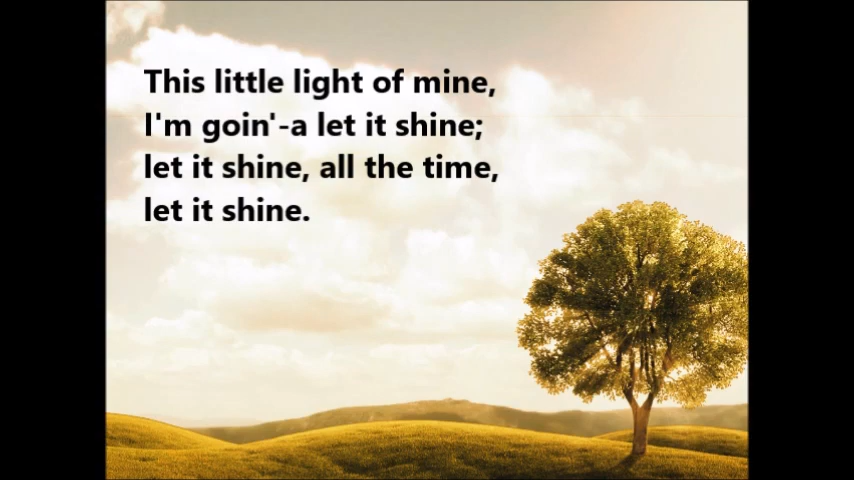 This little light of mine,
I'm goin'-a let it shine;
let it shine, all the time,
let it shine.